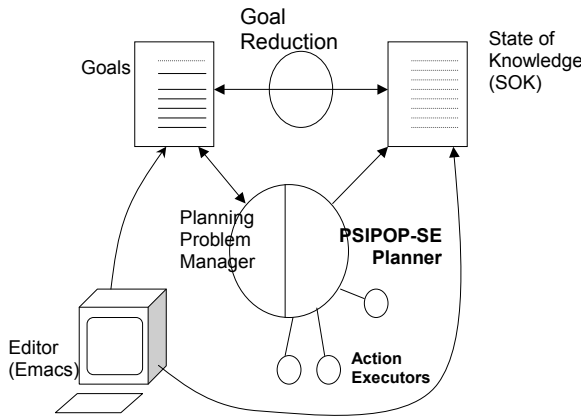 Goal
Reduction
Goals
State of
Knowledge
(SOK)
Planning
Problem
Manager
PSIPOP-SE
Planner
Editor
(Emacs)
Action
Executors